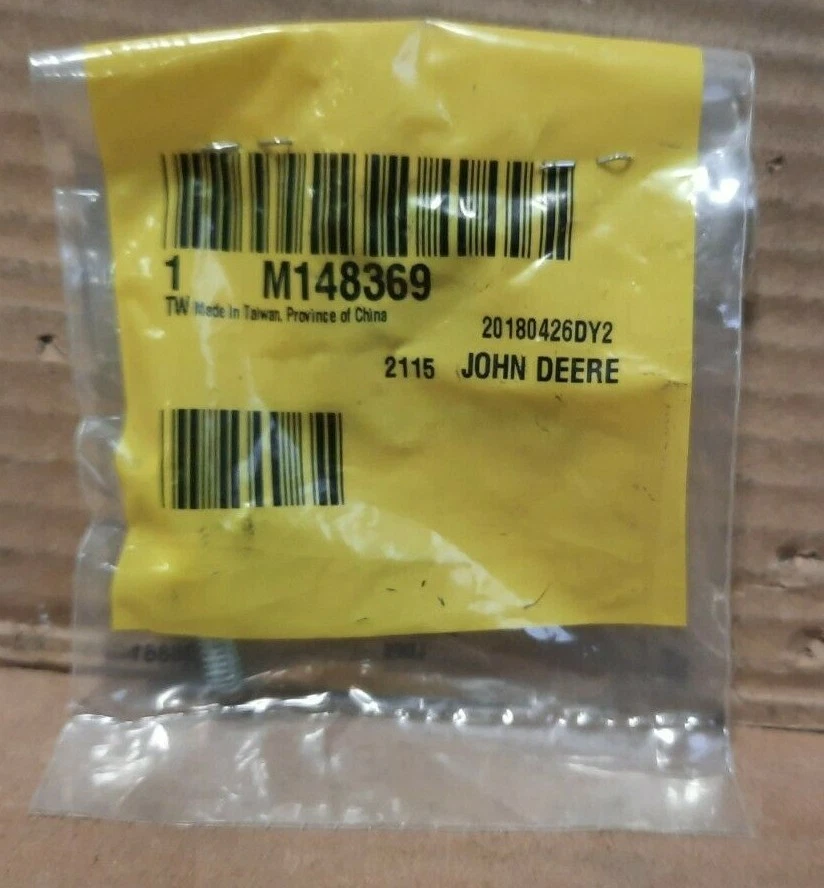 1 M148369
TW Made In Taiwan, Province of China
20180426DY2
2115 JOHN DEERE